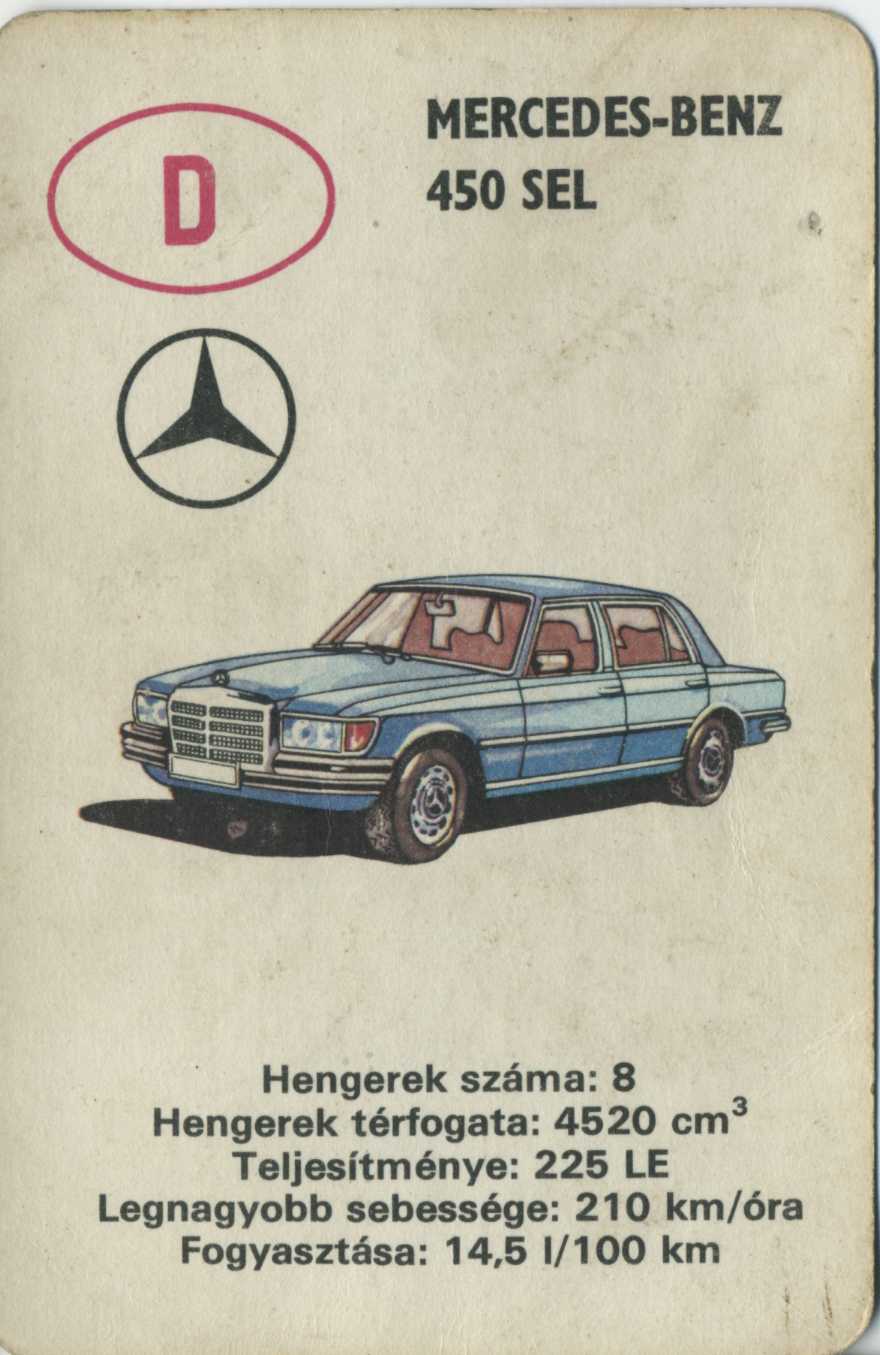 D
MERCEDES-BENZ
450 SEL
Hengerek száma: 8
Hengerek térfogata: 4520 cm³
Teljesítménye: 225 LE
Legnagyobb sebessége: 210 km/óra
Fogyasztása: 14,5 l/100 km